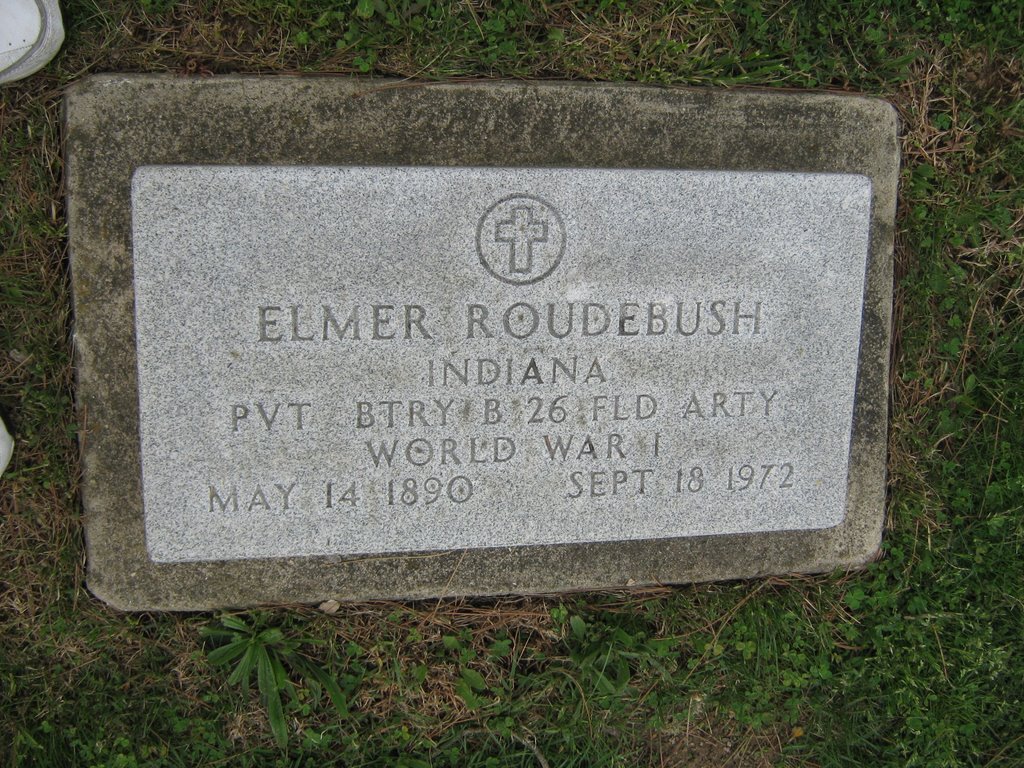 ELMER ROUDEBUSH
INDIANA
PVT BTRY B 26 FLD ARTY
WORLD WAR I
MAY 14 1890 SEPT 18 1972